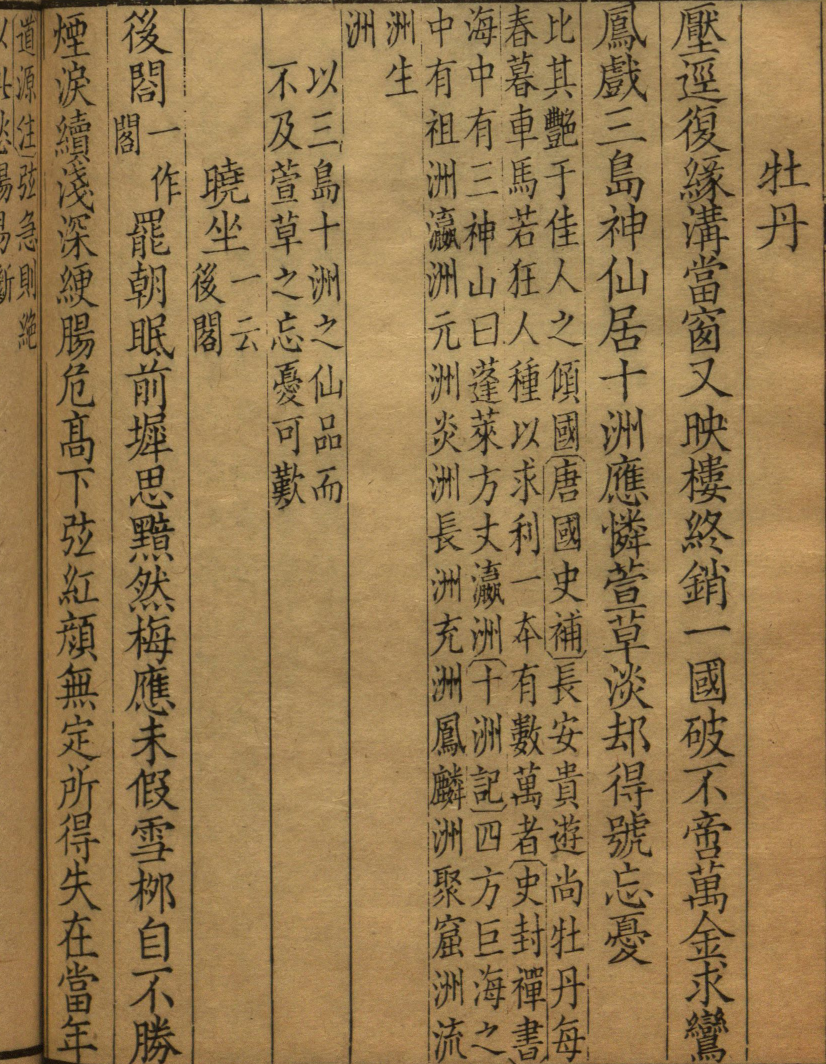 牡丹
壓逕復緣溝當窗又映樓終銷一國破不啻萬金求鸞
鳳戲三島神仙居十洲應憐萱草淡却得號忘憂
比其艷于佳人之傾國〔唐國史補〕長安貴遊尚牡丹每
春暮車馬若狂人種以求利一本有數萬者〔史封禪書〕
海中有三神山曰蓬萊方丈瀛洲〔十洲記〕四方巨海之
中有祖洲瀛洲元洲炎洲長洲充洲鳳麟洲聚窟洲流
洲生
洲
以三島十洲之仙品而
不及萱草之忘憂可歎
曉坐一云
後閣
後閤一作
閣罷朝眠前墀思黯然梅應未假雪栁自不勝
煙淚續淺深綆腸危高下弦紅顏無定所得失在當年
道源注〕弦急則絶